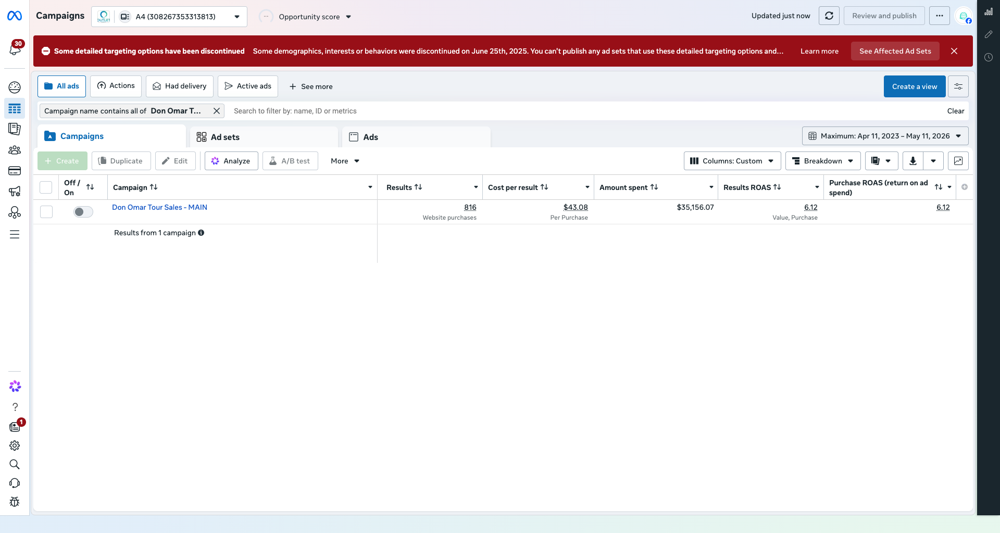 Campaigns
OUTLET
A4 (308267353313813)
--
Opportunity score
Updated just now
Review and publish
30
Some detailed targeting options have been discontinued
Some demographics, interests or behaviors were discontinued on June 25th, 2025. You can't publish any ad sets that use these detailed targeting options and...
Learn more
See Affected Ad Sets
All ads
Actions
Had delivery
Active ads
See more
Create a view
Campaign name contains all of Don Omar T...
Search to filter by: name, ID or metrics
Clear
Campaigns
Ad sets
Ads
Maximum: Apr 11, 2023 – May 11, 2026
Create
Duplicate
Edit
Analyze
A/B test
More
Columns: Custom
Breakdown
Off / On
Campaign
Results
Cost per result
Amount spent
Results ROAS
Purchase ROAS (return on ad
spend)
Don Omar Tour Sales - MAIN
816
$43.08
$35,156.07
6.12
6.12
Website purchases
Per Purchase
Value, Purchase
Results from 1 campaign
1